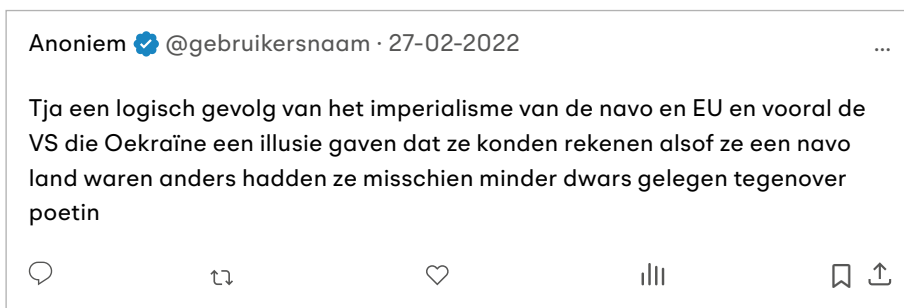 Anoniem @gebruikersnaam · 27-02-2022 ...
Tja een logisch gevolg van het imperialisme van de navo en EU en vooral de
VS die Oekraïne een illusie gaven dat ze konden rekenen alsof ze een navo
land waren anders hadden ze misschien minder dwars gelegen tegenover
poetin